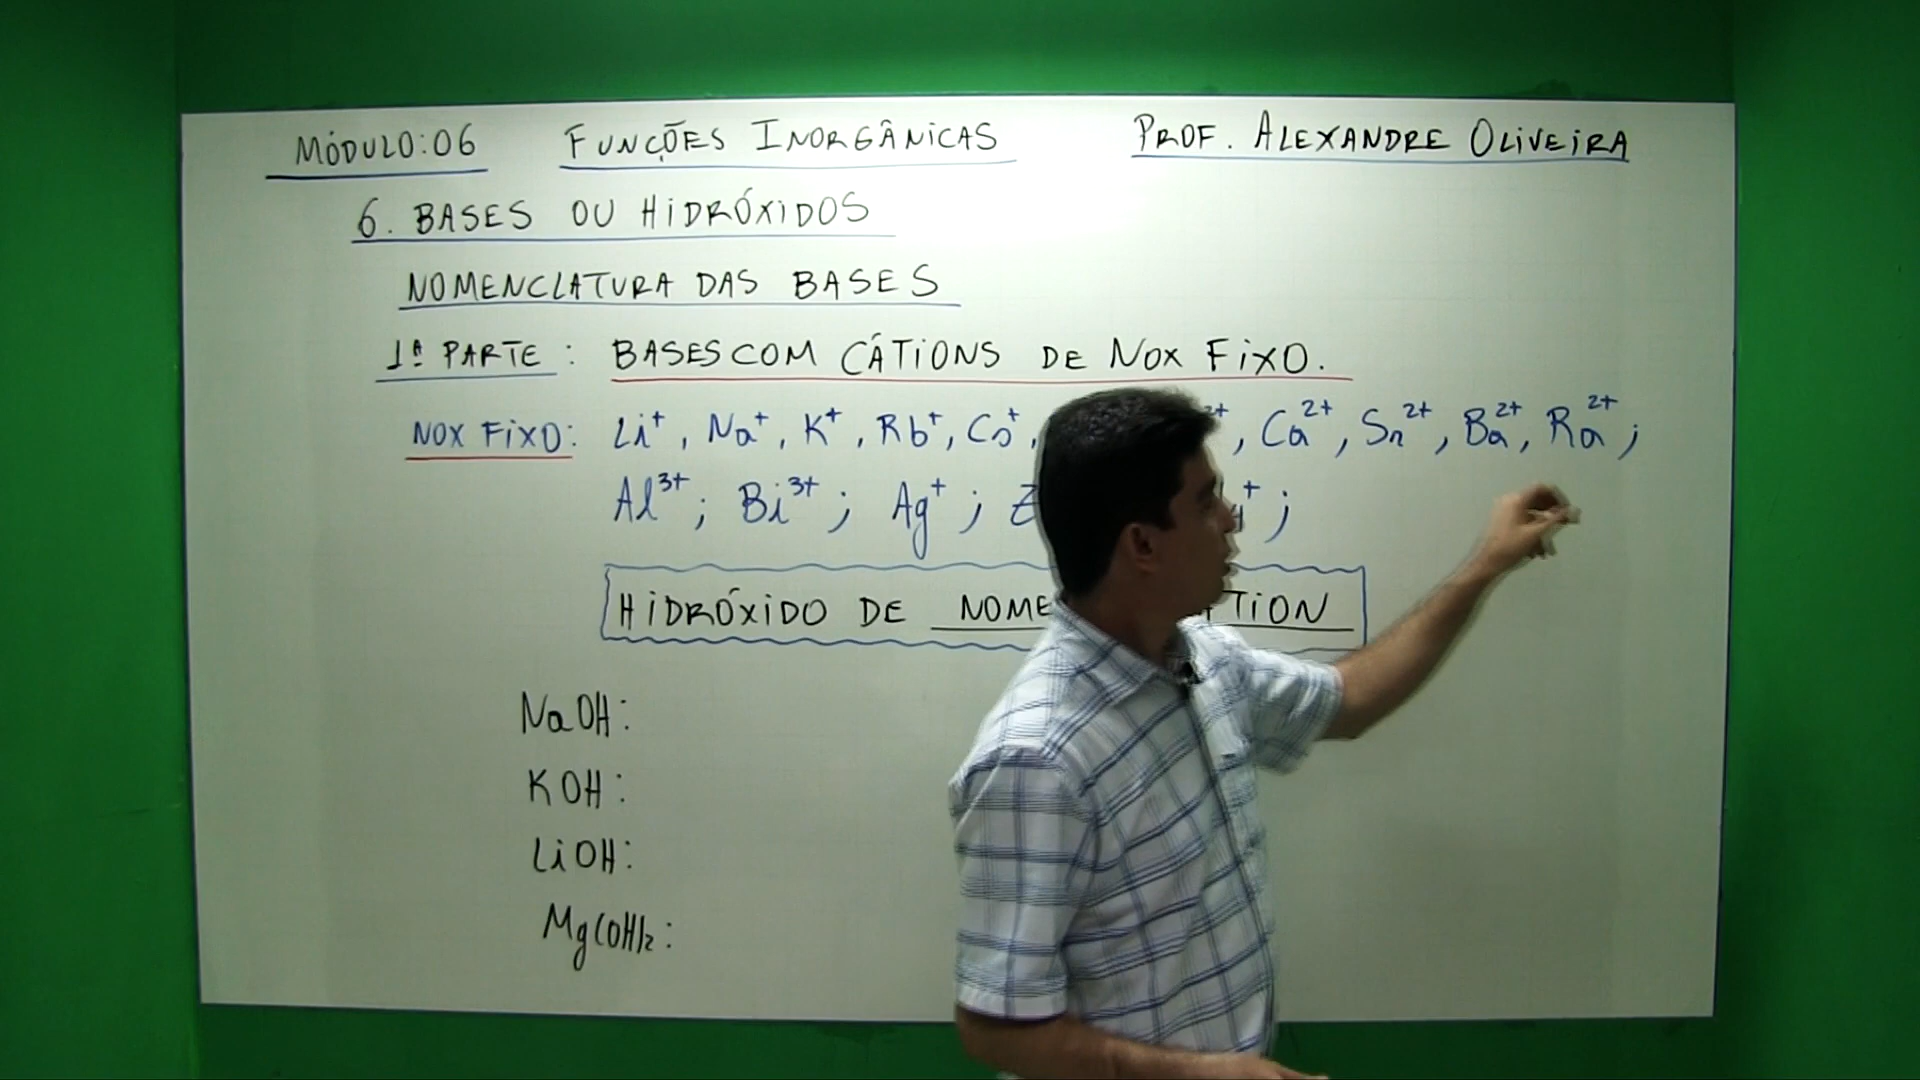 MÓDULO:06 FUNÇÕES INORGÂNICAS PROF. ALEXANDRE OLIVEIRA
6. BASES OU HIDRÓXIDOS
NOMENCLATURA DAS BASES
1ª PARTE: BASES COM CÁTIONS DE NOX FIXO.
NOX FIXO: Li⁺, Na⁺, K⁺, Rb⁺, Cs⁺, ²⁺, Ca²⁺, Sr²⁺, Ba²⁺, Ra²⁺;
Al³⁺; Bi³⁺; Ag⁺; ⁺;
HIDRÓXIDO DE NOME TION
NaOH:
KOH:
LiOH:
Mg(OH)₂: